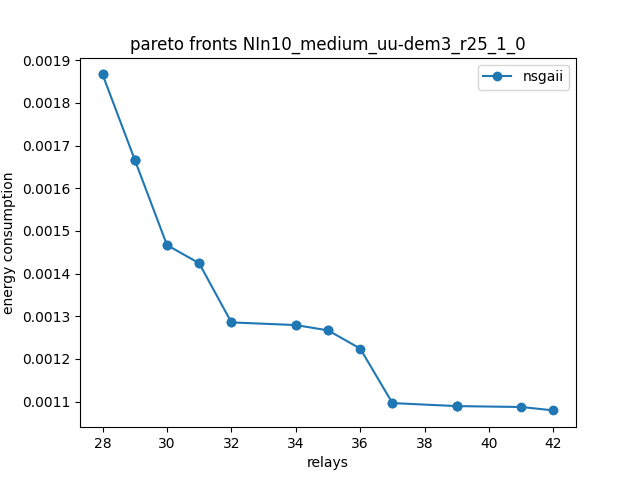 pareto fronts NIn10_medium_uu-dem3_r25_1_0
nsgaii
0.0019
0.0018
0.0017
0.0016
0.0015
0.0014
0.0013
0.0012
0.0011
energy consumption
28 30 32 34 36 38 40 42
relays